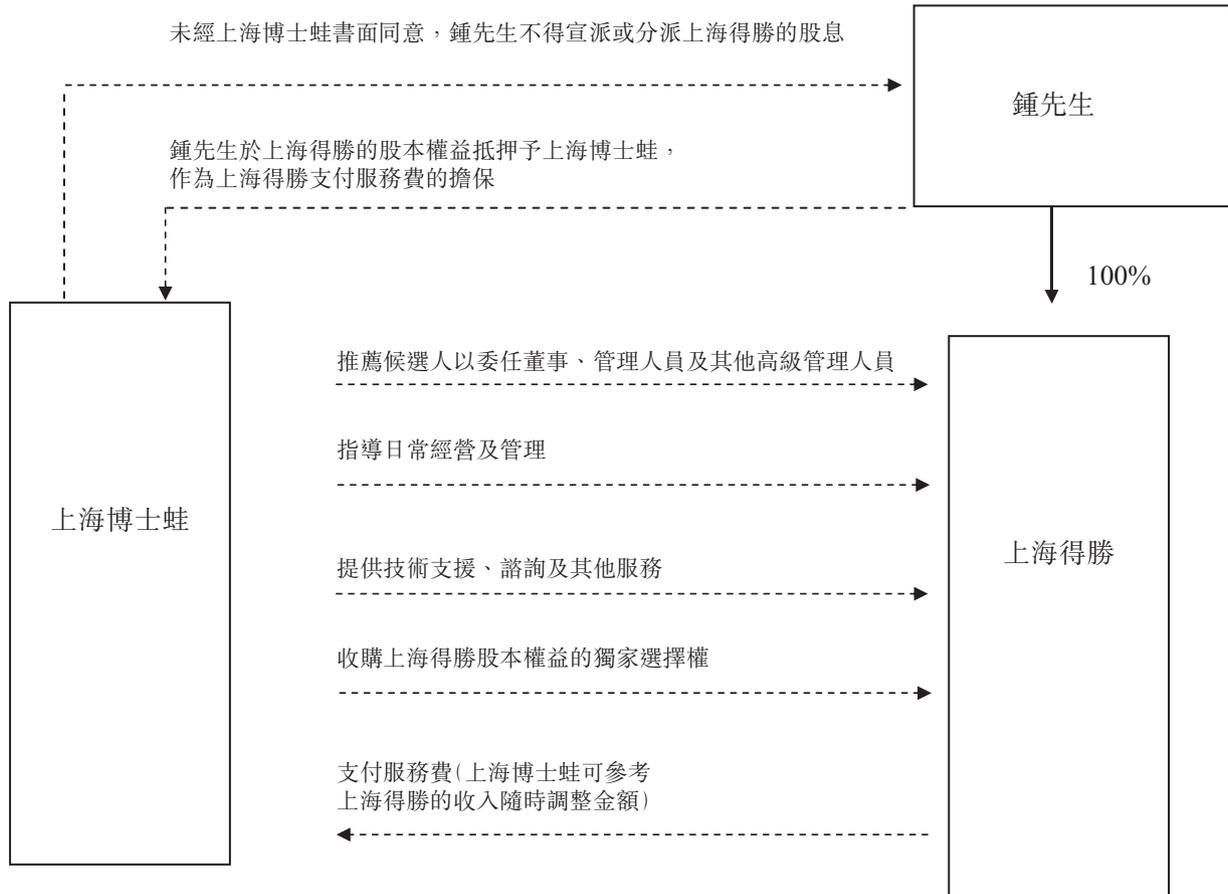 未經上海博士蛙書面同意，鍾先生不得宣派或分派上海得勝的股息
鍾先生
鍾先生於上海得勝的股本權益抵押予上海博士蛙，
作為上海得勝支付服務費的擔保
100%
推薦候選人以委任董事、管理人員及其他高級管理人員
指導日常經營及管理
上海博士蛙
上海得勝
提供技術支援、諮詢及其他服務
收購上海得勝股本權益的獨家選擇權
支付服務費(上海博士蛙可參考
上海得勝的收入隨時調整金額)